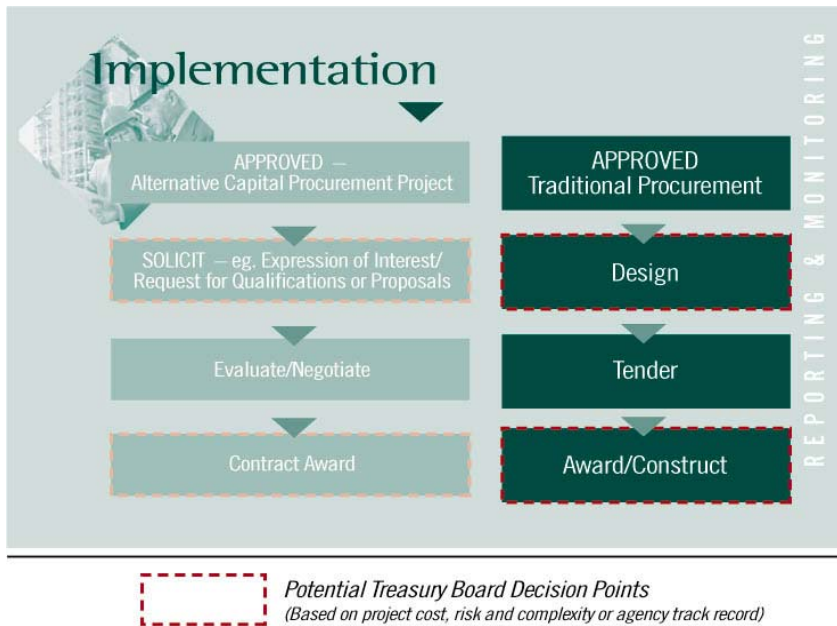 Implementation
APPROVED –
Alternative Capital Procurement Project
SOLICIT – eg. Expression of Interest/
Request for Qualifications or Proposals
Evaluate/Negotiate
Contract Award
APPROVED
Traditional Procurement
Design
Tender
Award/Construct
REPORTING & MONITORING
Potential Treasury Board Decision Points
(Based on project cost, risk and complexity or agency track record)